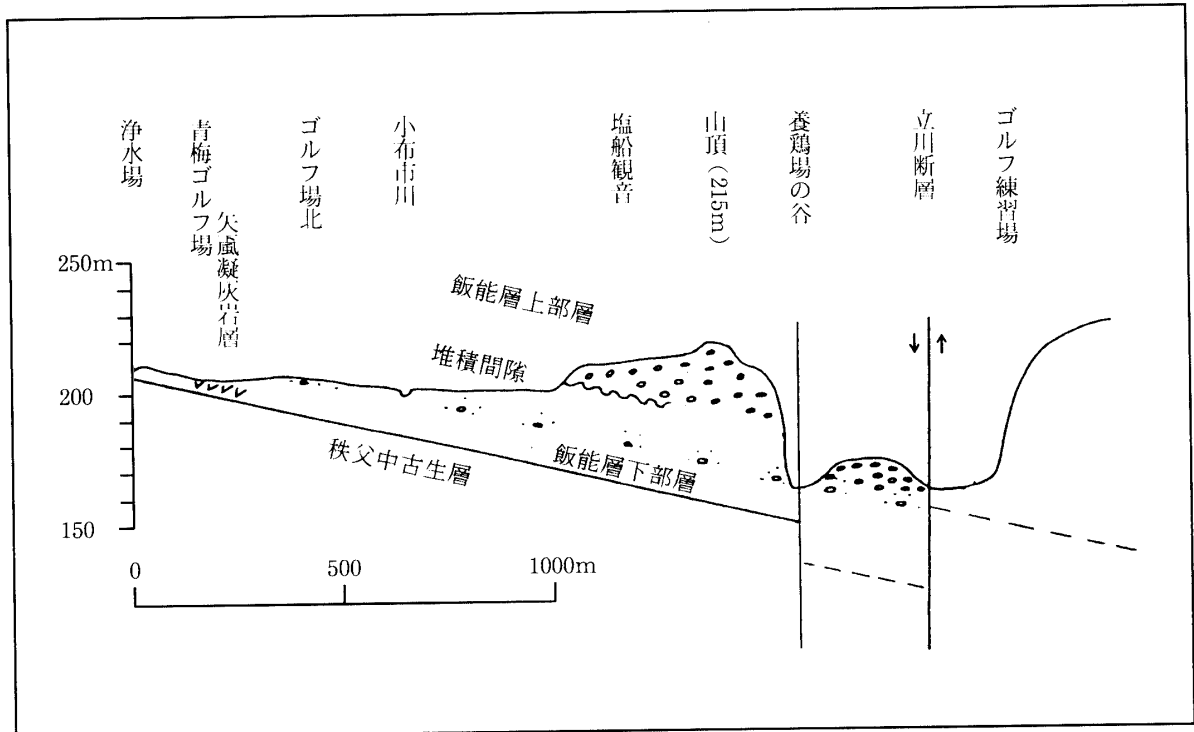 浄水場
青梅ゴルフ場
矢颪凝灰岩層
ゴルフ場北
小布市川
塩船観音
山頂(215m)
養鶏場の谷
立川断層
ゴルフ練習場
250m
200
150
飯能層上部層
堆積間隙
飯能層下部層
秩父中古生層
↓ ↑
0 500 1000m